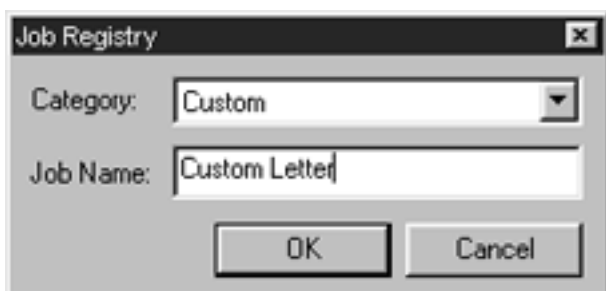 Job Registry
Category: Custom
Job Name: Custom Letter
OK Cancel